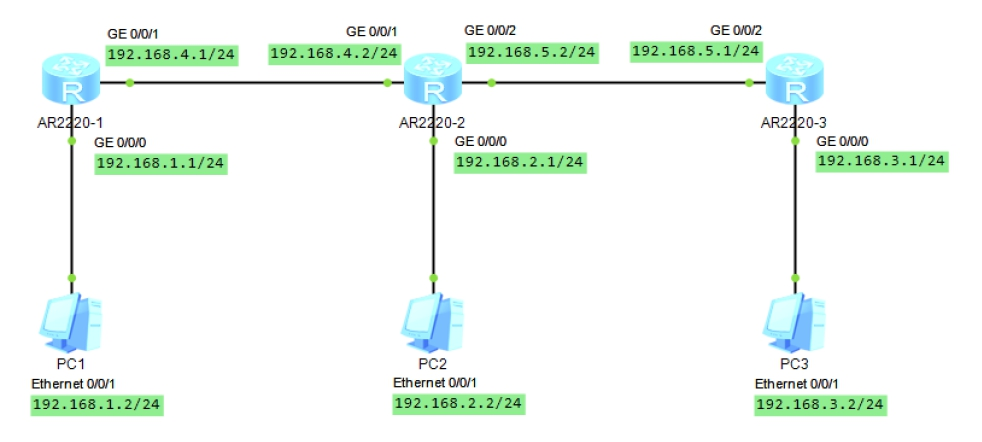 GE 0/0/1
192.168.4.1/24
GE 0/0/1
192.168.4.2/24
GE 0/0/2
192.168.5.2/24
GE 0/0/2
192.168.5.1/24
R
R
R
AR2220-1
AR2220-2
AR2220-3
GE 0/0/0
192.168.1.1/24
GE 0/0/0
192.168.2.1/24
GE 0/0/0
192.168.3.1/24
PC1
Ethernet 0/0/1
192.168.1.2/24
PC2
Ethernet 0/0/1
192.168.2.2/24
PC3
Ethernet 0/0/1
192.168.3.2/24